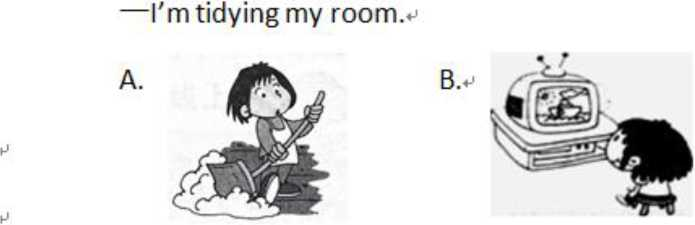 —I'm tidying my room.↵
A.
B.↵
↵
↵